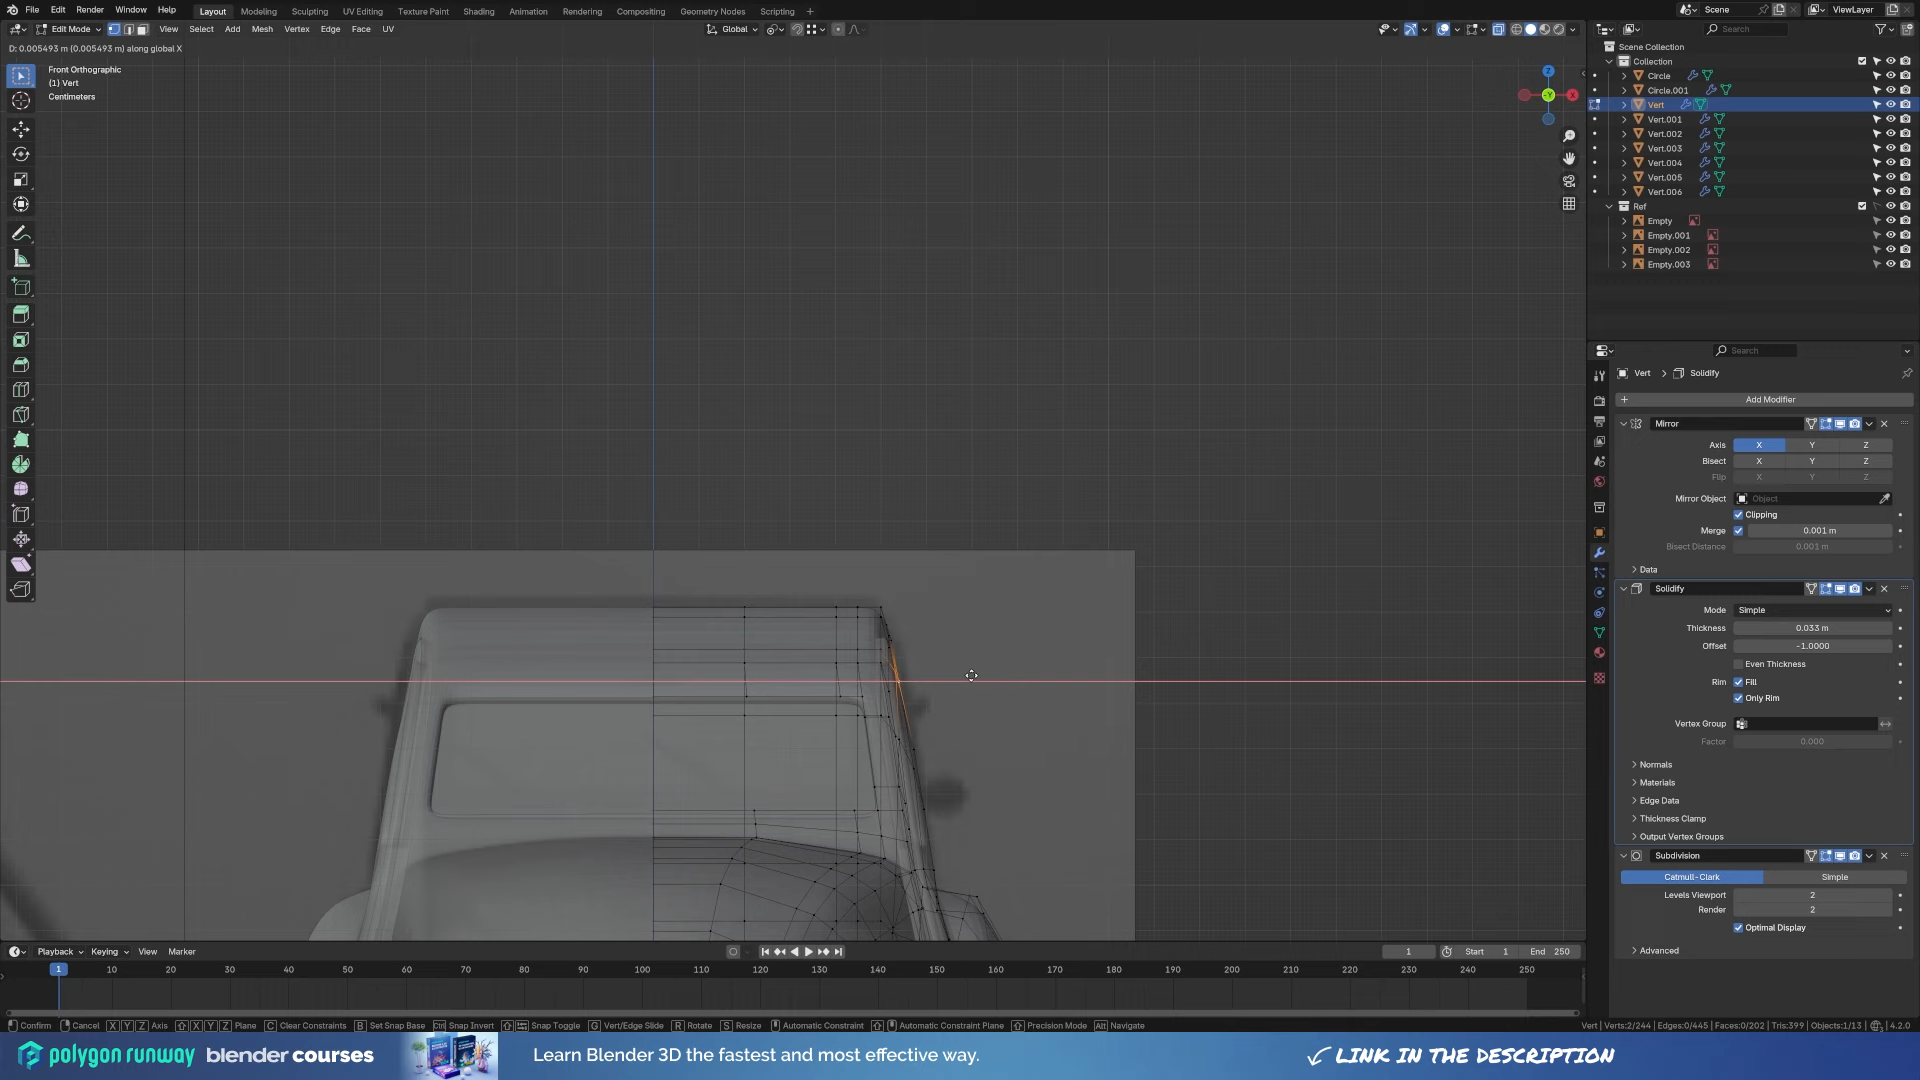 File Edit Render Window Help Layout Modeling Sculpting UV Editing Texture Paint Shading Animation Rendering Compositing Geometry Nodes Scripting + Scene ViewLayer
Edit Mode View Select Add Mesh Vertex Edge Face UV Global Search
D: 0.005493 m (0.005493 m) along global X
Front Orthographic
(1) Vert
Centimeters
Z
-Y
X
Scene Collection
Collection
Circle
Circle.001
Vert
Vert.001
Vert.002
Vert.003
Vert.004
Vert.005
Vert.006
Ref
Empty
Empty.001
Empty.002
Empty.003
Search
Vert > Solidify
+ Add Modifier
Mirror
Axis X Y Z
Bisect X Y Z
Flip X Y Z
Mirror Object Object
Clipping
Merge 0.001 m
Bisect Distance 0.001 m
Data
Solidify
Mode Simple
Thickness 0.033 m
Offset -1.0000
Even Thickness
Rim Fill
Only Rim
Vertex Group
Factor 0.000
Normals
Materials
Edge Data
Thickness Clamp
Output Vertex Groups
Subdivision
Catmull-Clark Simple
Levels Viewport 2
Render 2
Optimal Display
Advanced
Playback Keying View Marker 1 Start 1 End 250
1 10 20 30 40 50 60 70 80 90 100 110 120 130 140 150 160 170 180 190 200 210 220 230 240 250
Confirm Cancel X Y Z Axis X Y Z Plane C Clear Constraints B Set Snap Base Ctrl Snap Invert Snap Toggle G Vert/Edge Slide R Rotate S Resize Automatic Constraint Automatic Constraint Plane Precision Mode Alt Navigate Vert | Verts:2/244 | Edges:0/445 | Faces:0/202 | Tris:399 | Objects:1/13 4.2.0
polygon runway blender courses Learn Blender 3D the fastest and most effective way. LINK IN THE DESCRIPTION